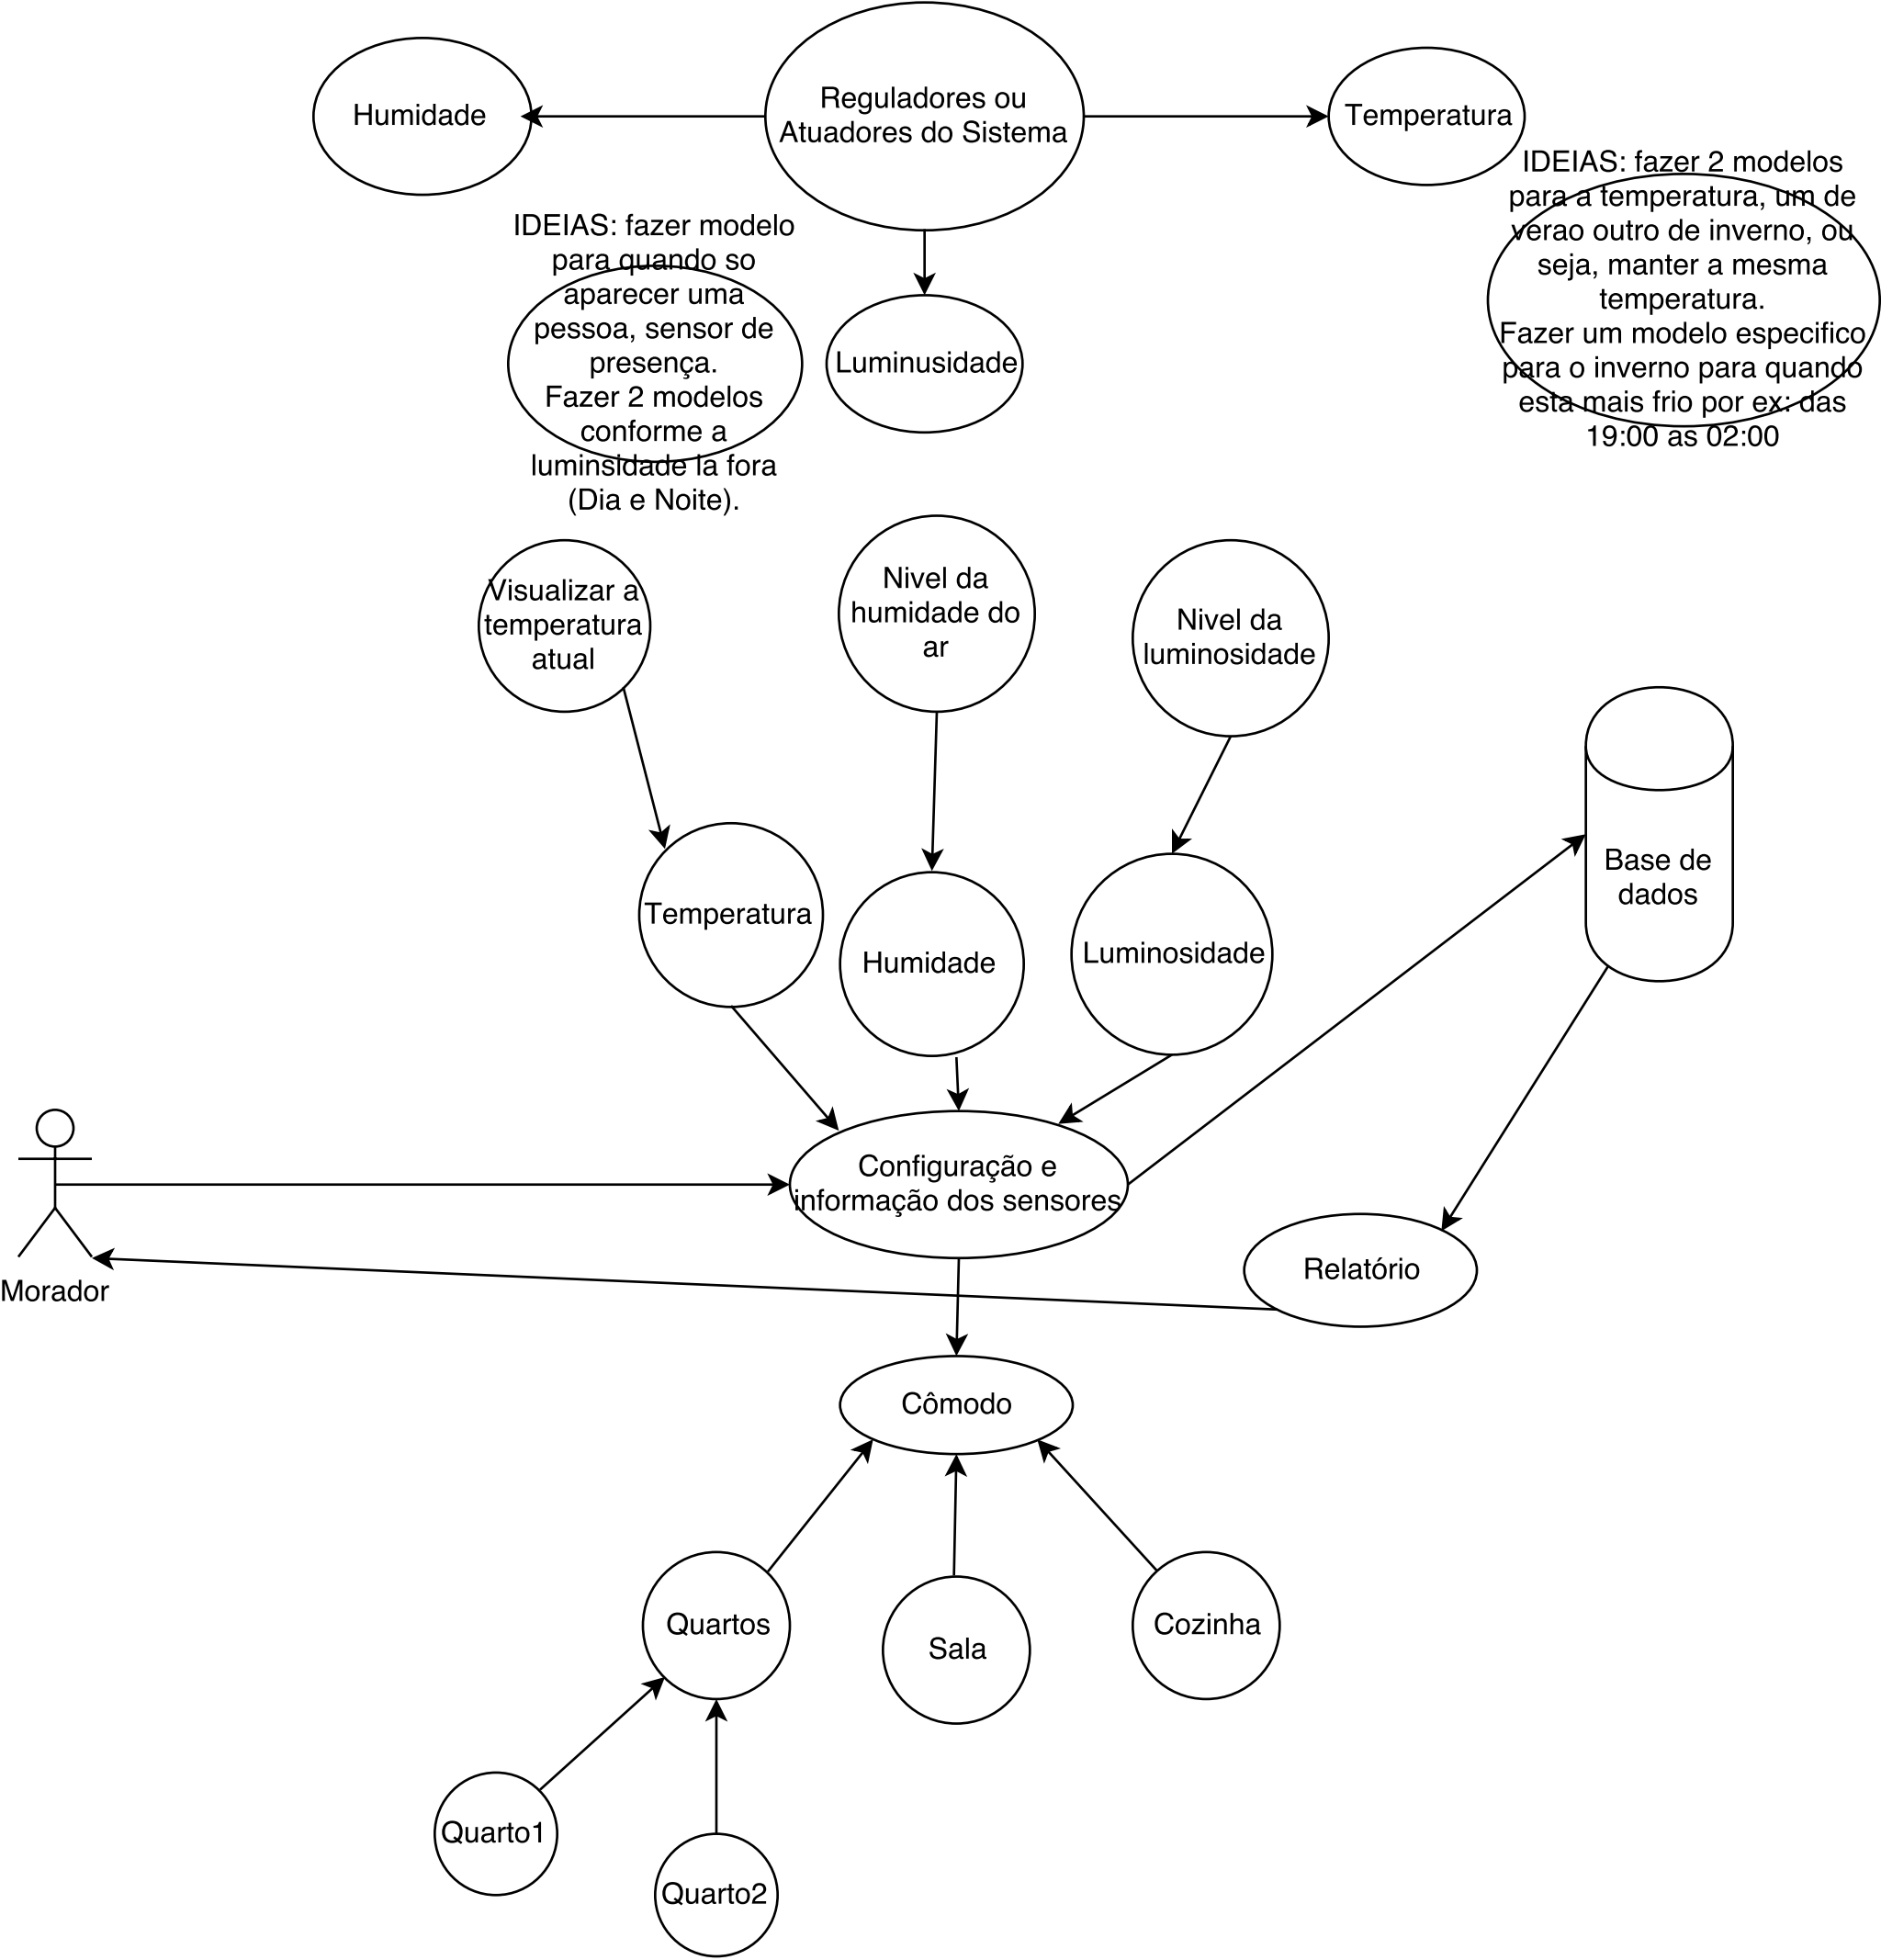 Humidade
Reguladores ou
Atuadores do Sistema
Temperatura
IDEIAS: fazer 2 modelos
para a temperatura, um de
verao outro de inverno, ou
seja, manter a mesma
temperatura.
Fazer um modelo especifico
para o inverno para quando
esta mais frio por ex: das
19:00 as 02:00
IDEIAS: fazer modelo
para quando so
aparecer uma
pessoa, sensor de
presença.
Fazer 2 modelos
conforme a
luminsidade la fora
(Dia e Noite).
Luminusidade
Visualizar a
temperatura
atual
Nivel da
humidade do
ar
Nivel da
luminosidade
Base de
dados
Temperatura
Humidade
Luminosidade
Configuração e
informação dos sensores
Morador
Relatório
Cômodo
Quartos
Sala
Cozinha
Quarto1
Quarto2